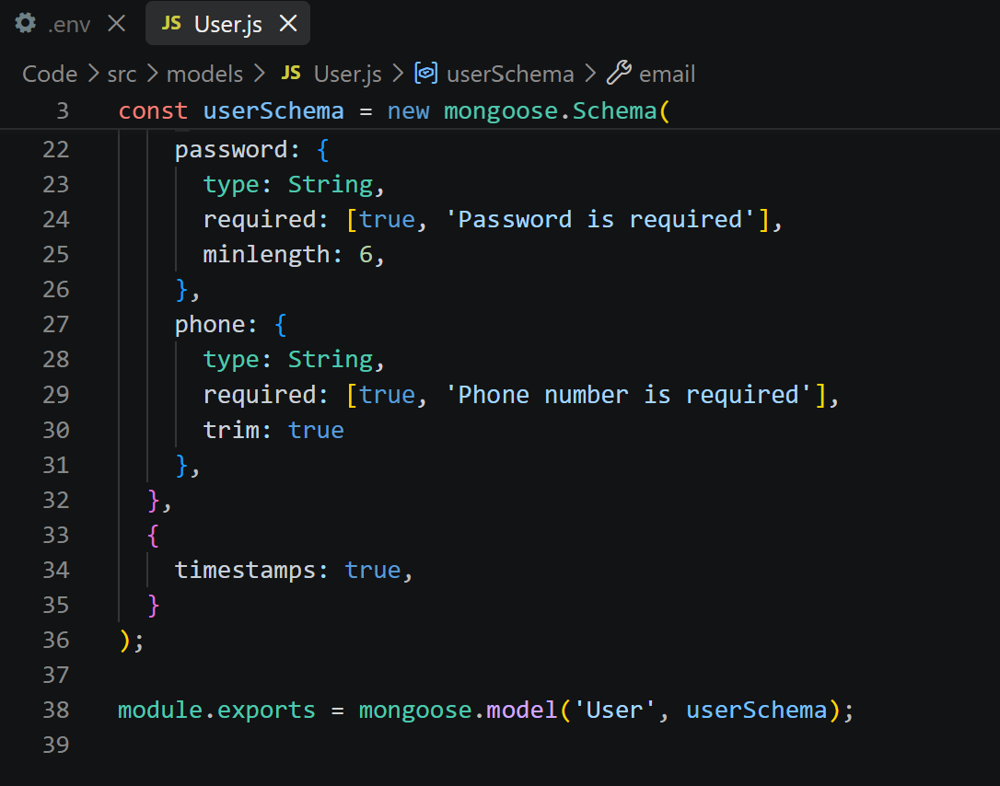 .env JS User.js
Code > src > models > JS User.js > userSchema > email
3 const userSchema = new mongoose.Schema(
22 password: {
23 type: String,
24 required: [true, 'Password is required'],
25 minlength: 6,
26 },
27 phone: {
28 type: String,
29 required: [true, 'Phone number is required'],
30 trim: true
31 },
32 },
33 {
34 timestamps: true,
35 }
36 );
37
38 module.exports = mongoose.model('User', userSchema);
39